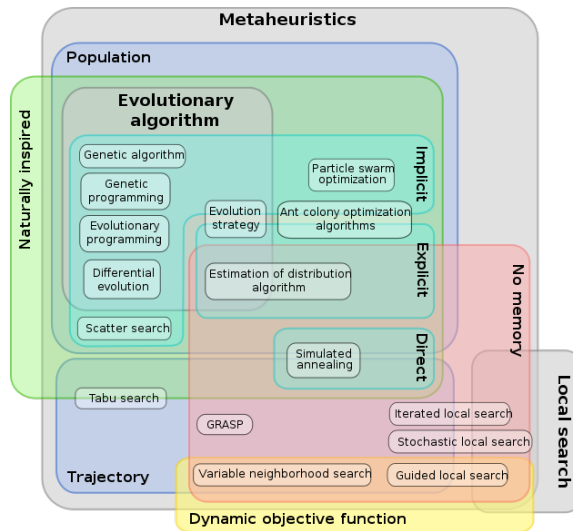 Metaheuristics
Population
Naturally inspired
Evolutionary
algorithm
Genetic algorithm
Genetic
programming
Evolutionary
programming
Differential
evolution
Scatter search
Evolution
strategy
Particle swarm
optimization
Ant colony optimization
algorithms
Implicit
Estimation of distribution
algorithm
Explicit
No memory
Simulated
annealing
Direct
Tabu search
GRASP
Iterated local search
Stochastic local search
Local search
Trajectory
Variable neighborhood search
Guided local search
Dynamic objective function